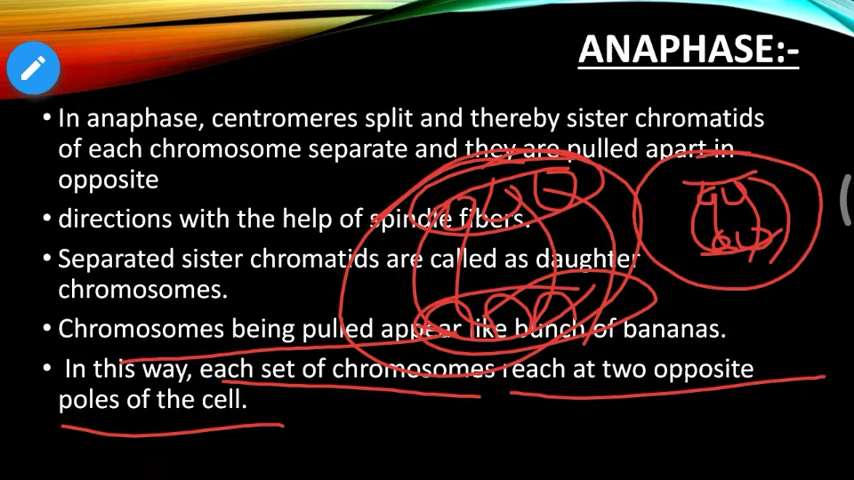 ANAPHASE:-
• In anaphase, centromeres split and thereby sister chromatids
of each chromosome separate and they are pulled apart in
opposite
• directions with the help of spindle fibers.
• Separated sister chromatids are called as daughter
chromosomes.
• Chromosomes being pulled appear like bunch of bananas.
• In this way, each set of chromosomes reach at two opposite
poles of the cell.